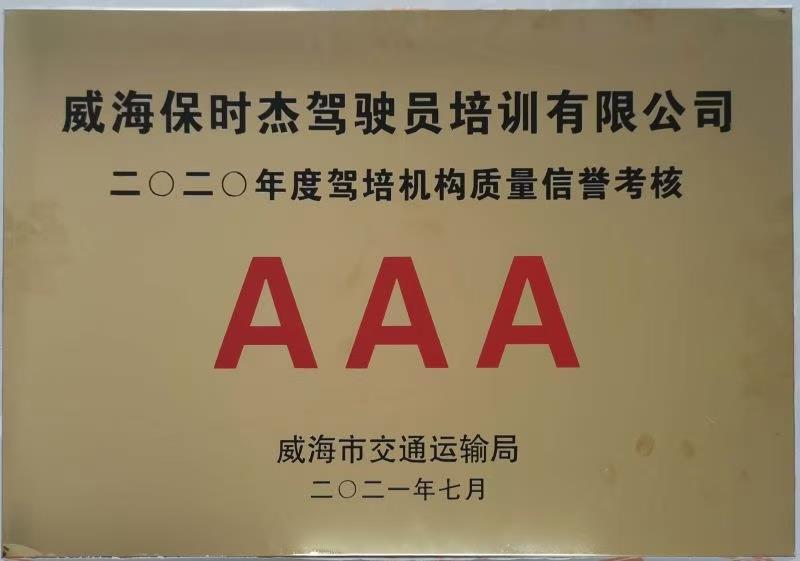 威海保时杰驾驶员培训有限公司
二〇二〇年度驾培机构质量信誉考核
AAA
威海市交通运输局
二〇二一年七月